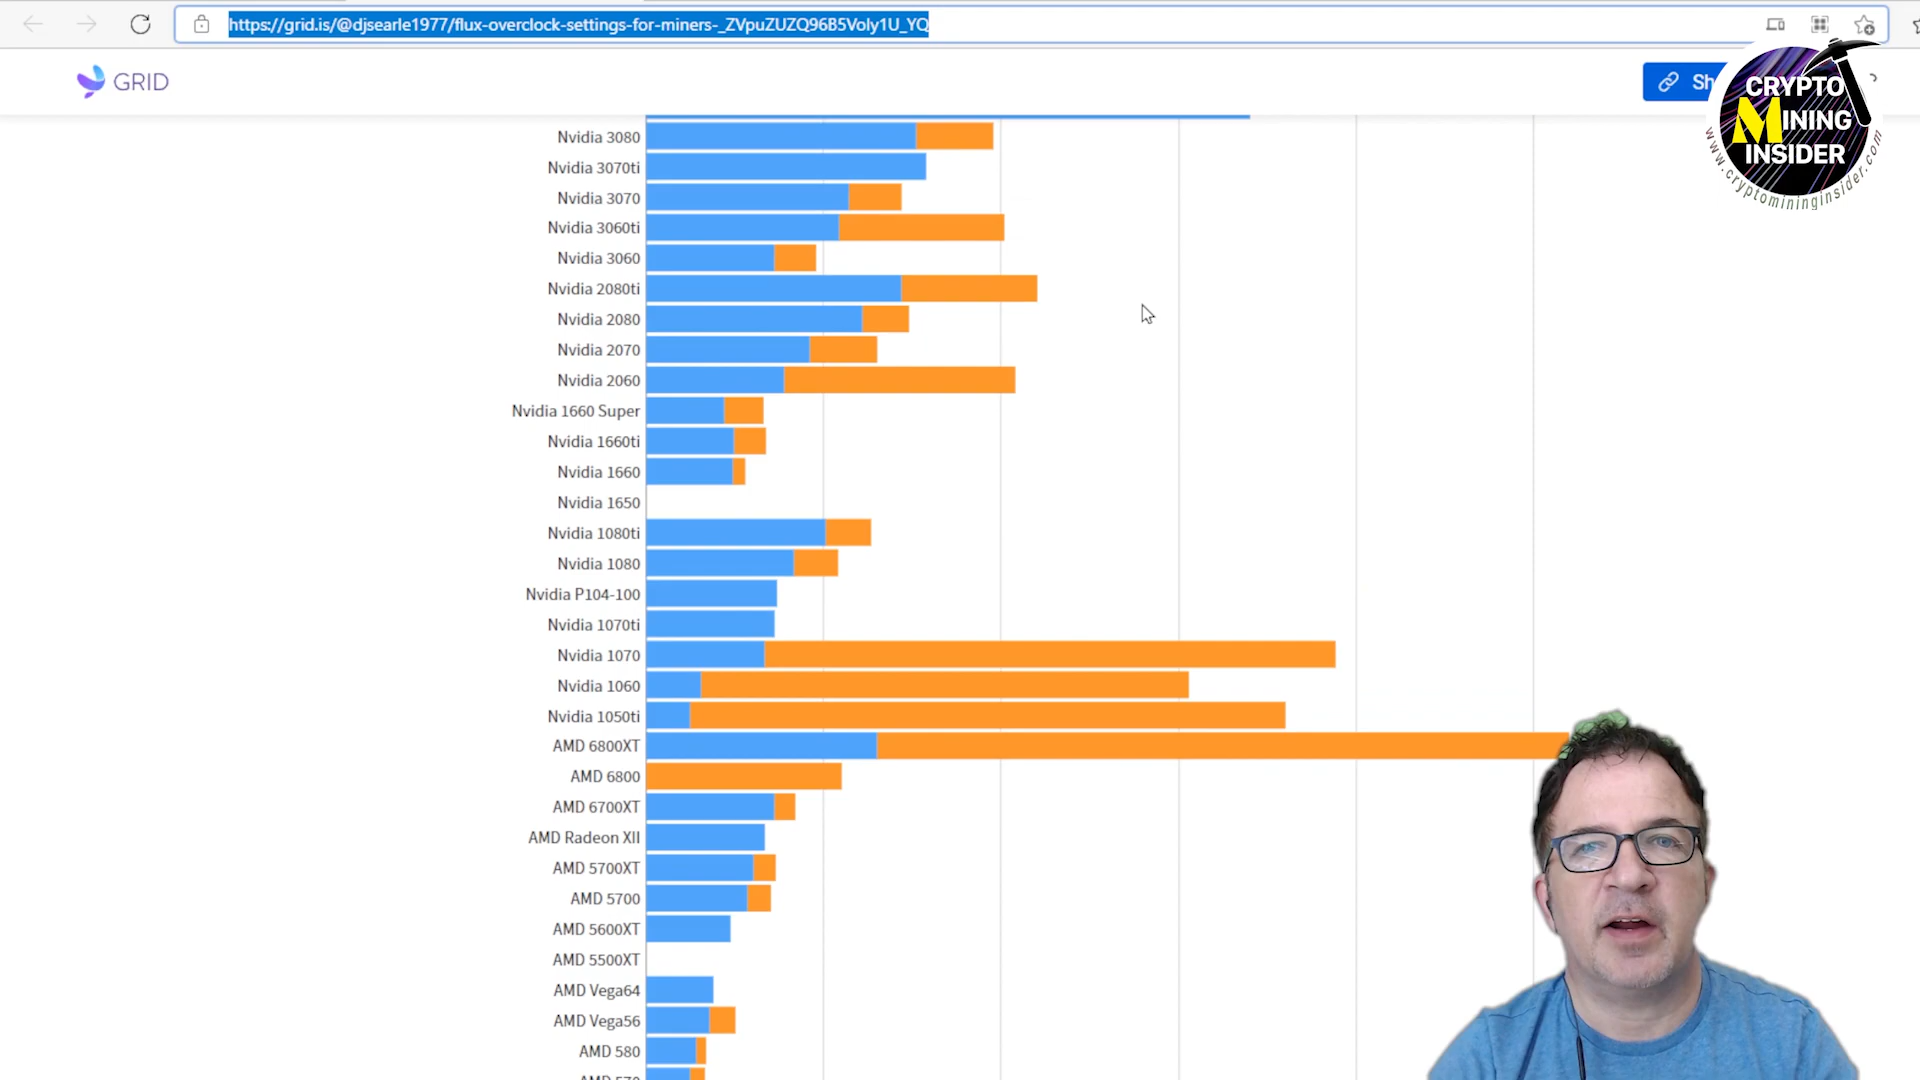 https://grid.is/@djsearle1977/flux-overclock-settings-for-miners-_ZVpuZUZQ96B5Voly1U_YQ
GRID
Sh
CRYPTO
MINING
INSIDER
www.cryptomininginsider.com
Nvidia 3080
Nvidia 3070ti
Nvidia 3070
Nvidia 3060ti
Nvidia 3060
Nvidia 2080ti
Nvidia 2080
Nvidia 2070
Nvidia 2060
Nvidia 1660 Super
Nvidia 1660ti
Nvidia 1660
Nvidia 1650
Nvidia 1080ti
Nvidia 1080
Nvidia P104-100
Nvidia 1070ti
Nvidia 1070
Nvidia 1060
Nvidia 1050ti
AMD 6800XT
AMD 6800
AMD 6700XT
AMD Radeon XII
AMD 5700XT
AMD 5700
AMD 5600XT
AMD 5500XT
AMD Vega64
AMD Vega56
AMD 580
AMD 570